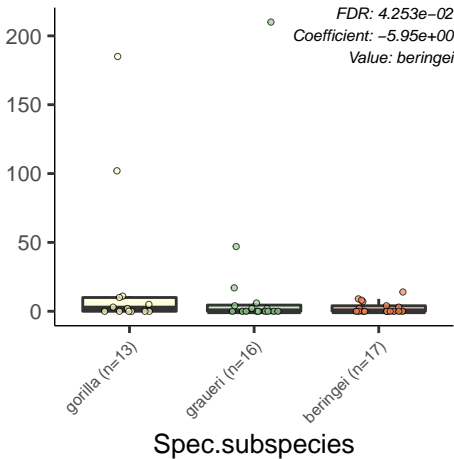 FDR: 4.253e−02
Coefficient: −5.95e+00
Value: beringei
200
150
100
50
0
gorilla (n=13)
graueri (n=16)
beringei (n=17)
Spec.subspecies